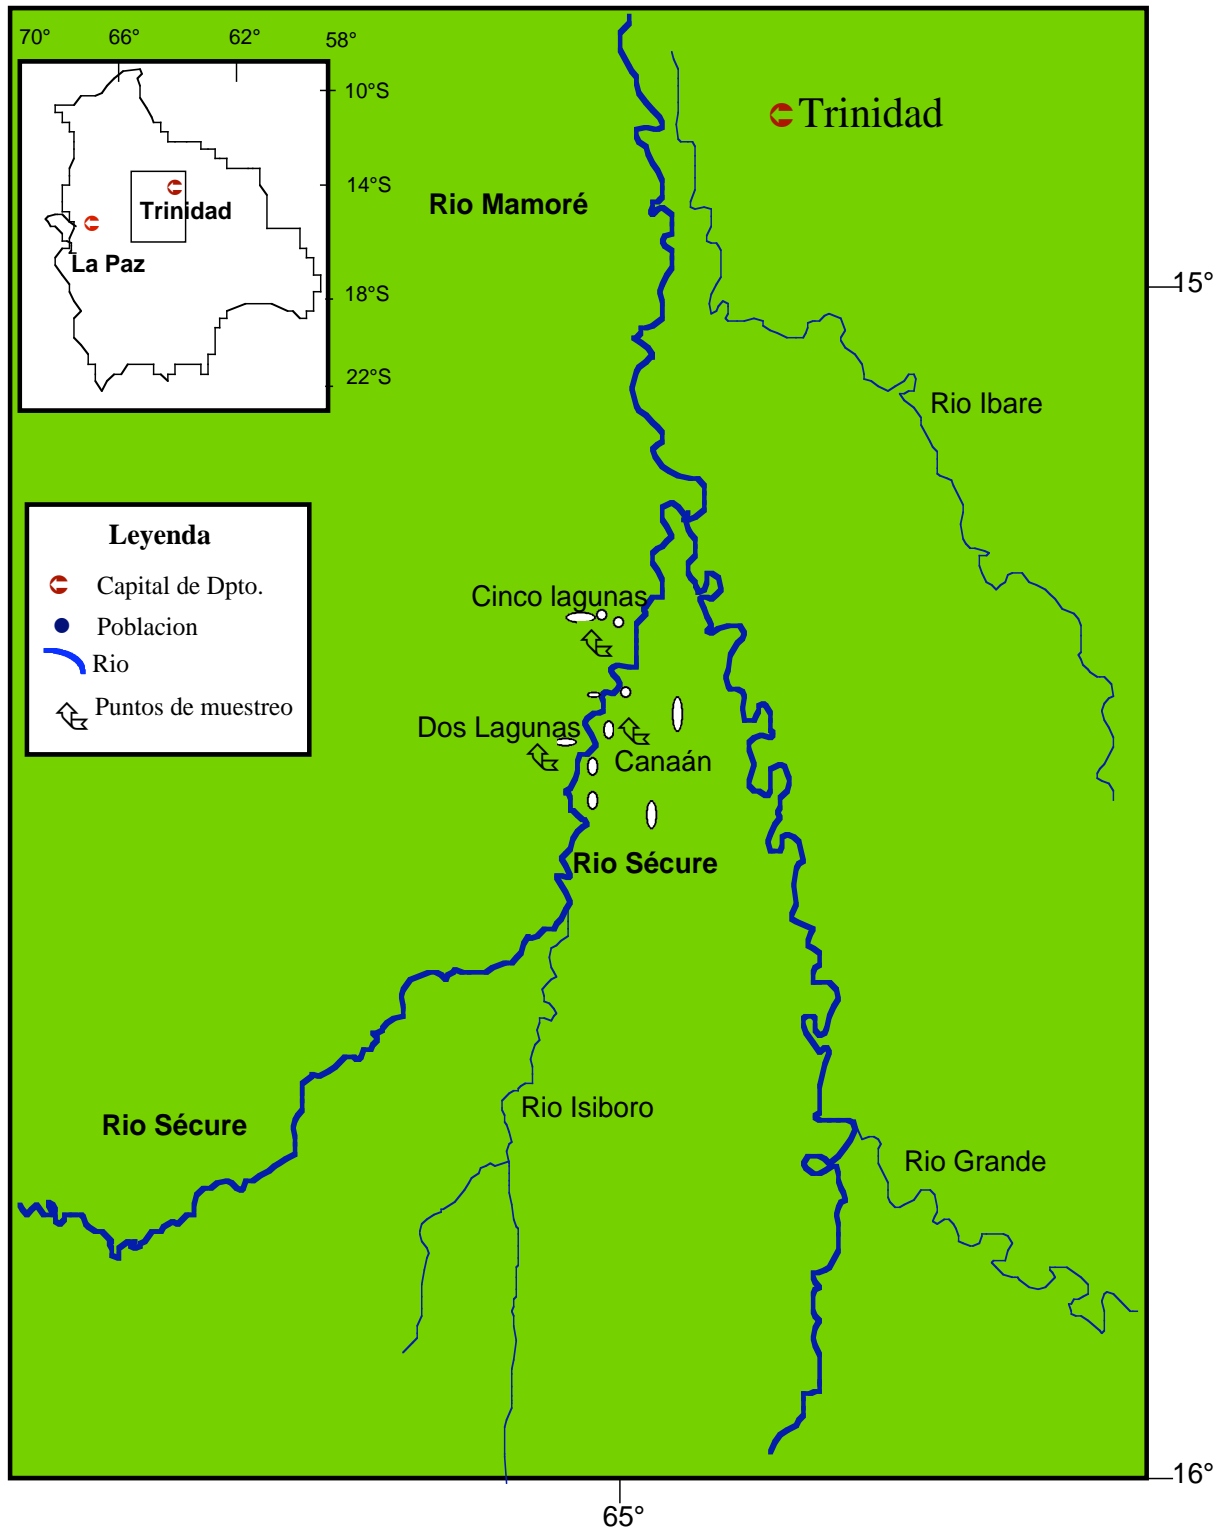 70° 66° 62° 58°
10°S
14°S
18°S
22°S
Trinidad
La Paz
Trinidad
Rio Mamoré
15°
Rio Ibare
Leyenda
Capital de Dpto.
Poblacion
Rio
Puntos de muestreo
Cinco lagunas
Dos Lagunas
Canaán
Rio Sécure
Rio Isiboro
Rio Sécure
Rio Grande
16°
65°